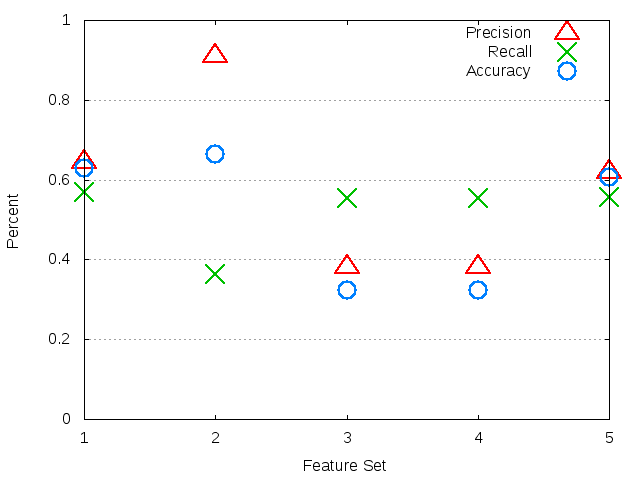 1
0.8
0.6
0.4
0.2
0
Percent
Precision
Recall
Accuracy
1 2 3 4 5
Feature Set